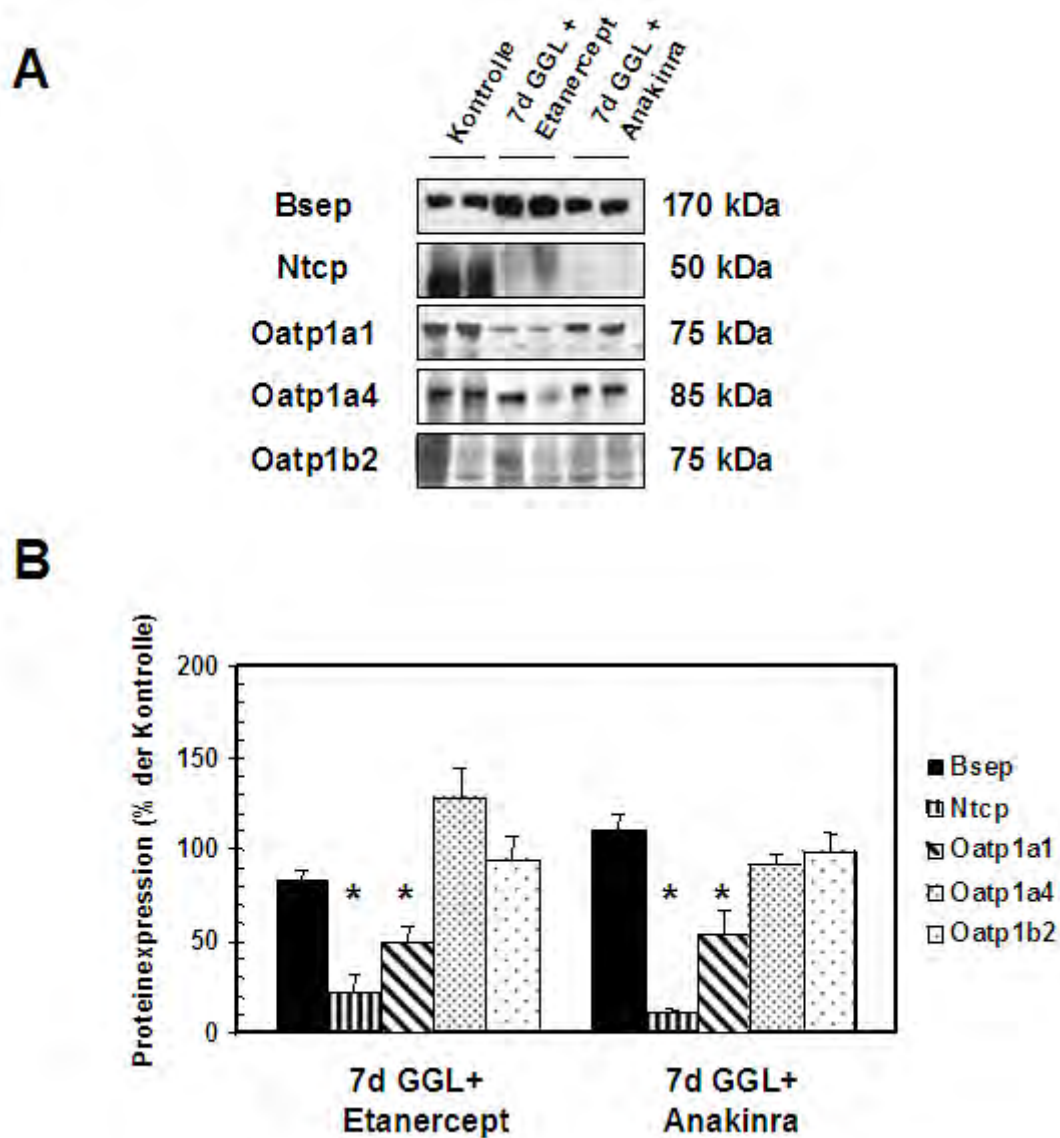 A
Kontrolle
7d GGL +
Etanercept
7d GGL +
Anakinra
Bsep 170 kDa
Ntcp 50 kDa
Oatp1a1 75 kDa
Oatp1a4 85 kDa
Oatp1b2 75 kDa
B
Proteinexpression (% der Kontrolle)
200
150
100
50
0
* * * *
Bsep
Ntcp
Oatp1a1
Oatp1a4
Oatp1b2
7d GGL+
Etanercept
7d GGL+
Anakinra